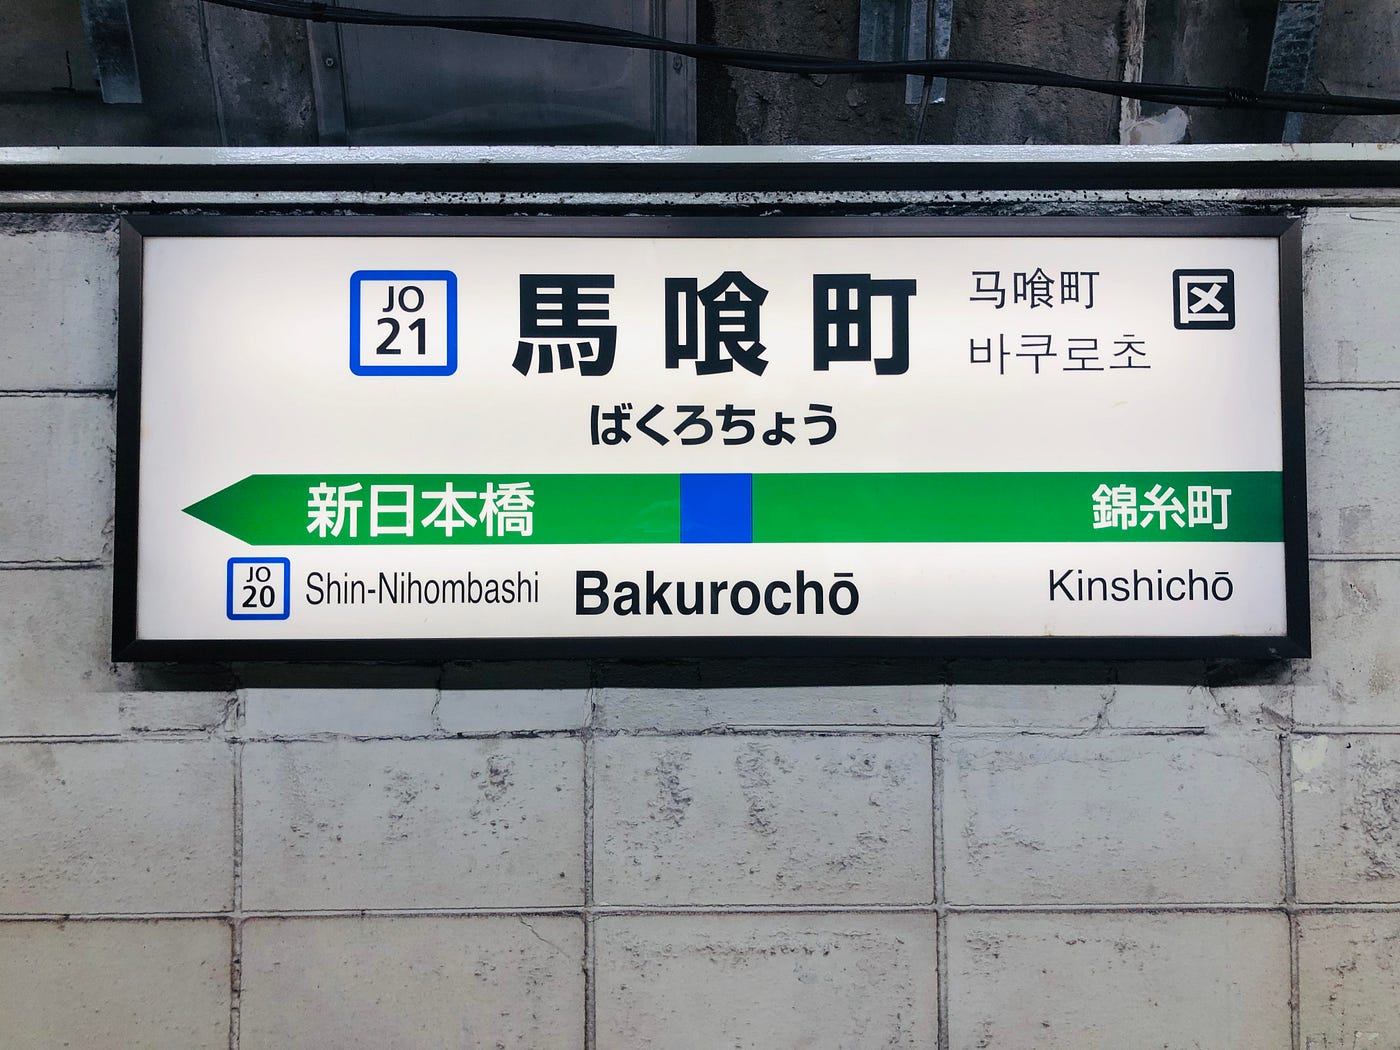 JO
21
馬喰町
马喰町
바쿠로초
区
ばくろちょう
新日本橋
錦糸町
JO
20
Shin-Nihombashi
Bakurochō
Kinshichō